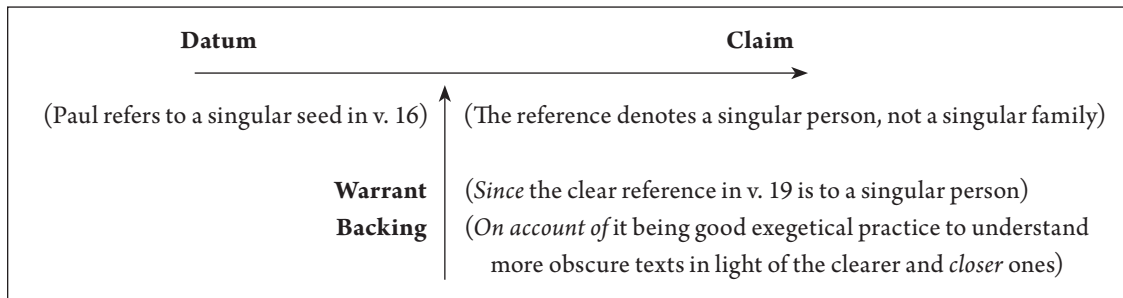 Datum Claim
(Paul refers to a singular seed in v. 16) (The reference denotes a singular person, not a singular family)
Warrant (Since the clear reference in v. 19 is to a singular person)
Backing (On account of it being good exegetical practice to understand
more obscure texts in light of the clearer and closer ones)